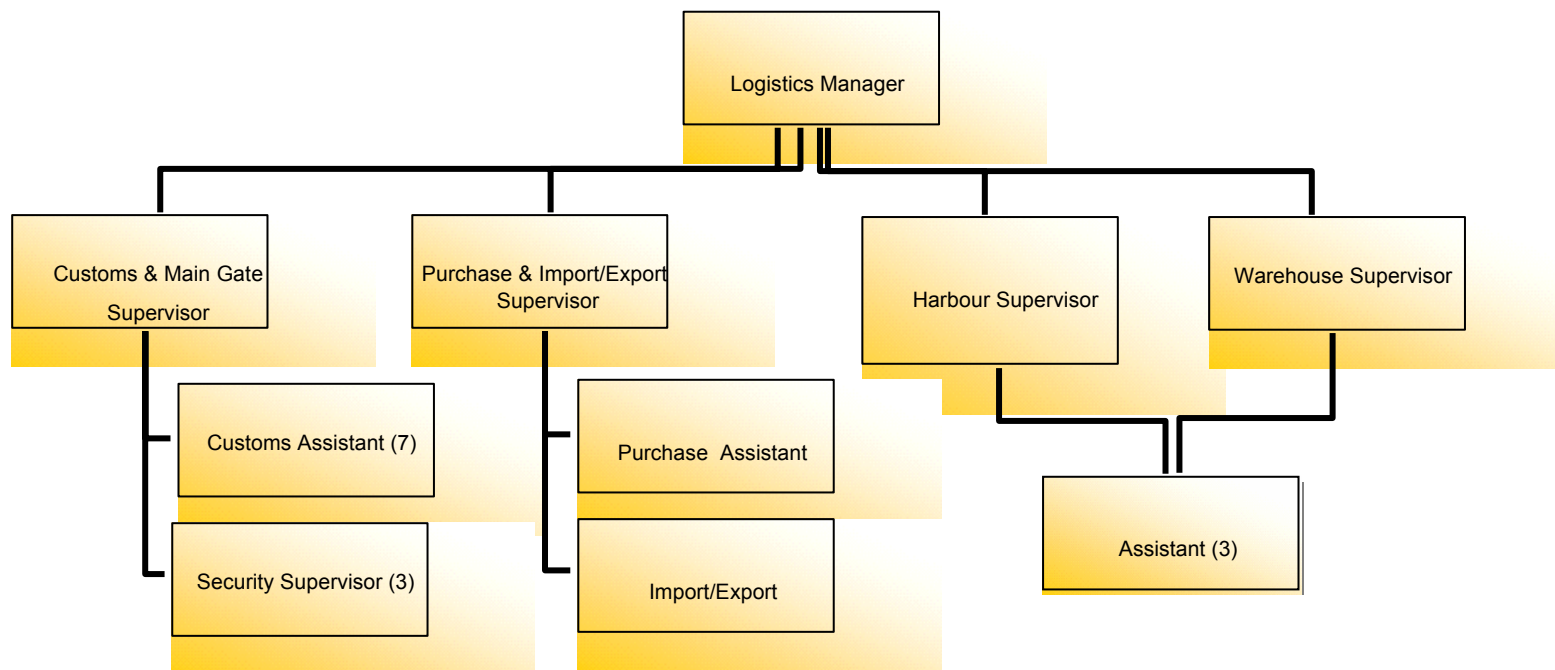 Logistics Manager
Customs & Main Gate
Supervisor
Purchase & Import/Export
Supervisor
Harbour Supervisor
Warehouse Supervisor
Customs Assistant (7)
Security Supervisor (3)
Purchase  Assistant
Import/Export
Assistant (3)